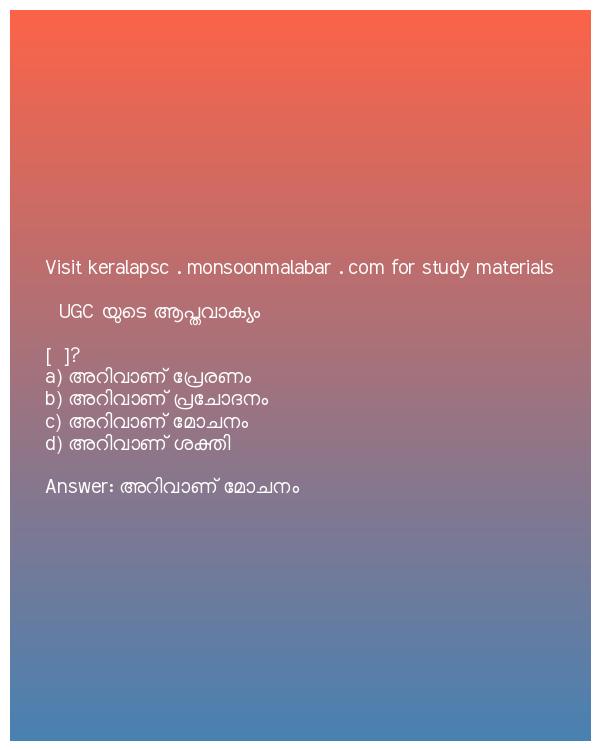 Visit keralapsc . monsoonmalabar . com for study materials
UGC യുടെ ആപ്തവാക്യം
[ ]?
a) അറിവാണ് പ്രേരണം
b) അറിവാണ് പ്രചോദനം
c) അറിവാണ് മോചനം
d) അറിവാണ് ശക്തി
Answer: അറിവാണ് മോചനം